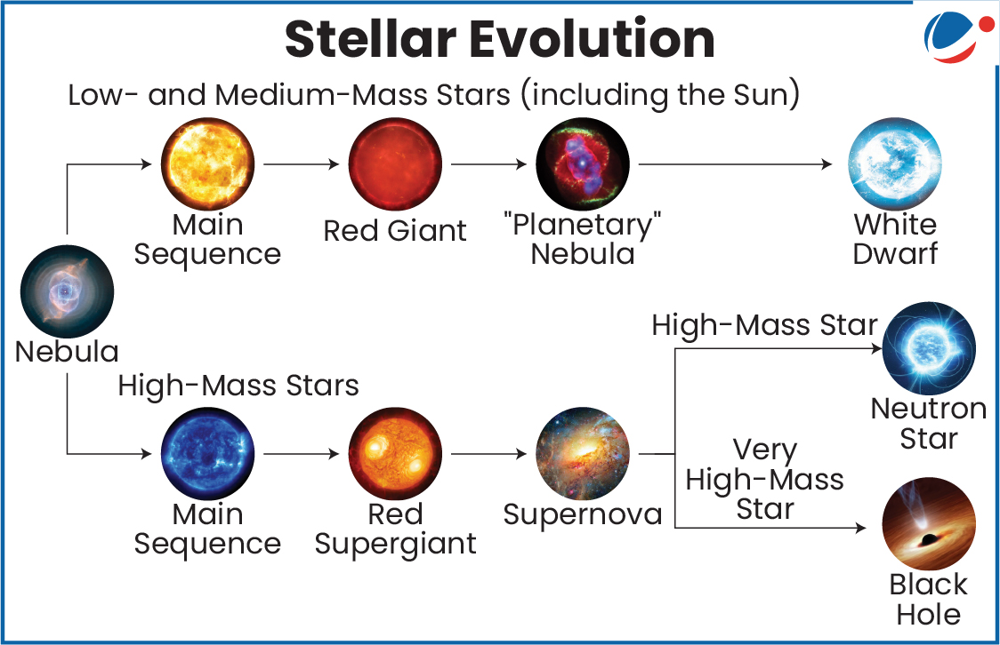 Stellar Evolution
Low- and Medium-Mass Stars (including the Sun)
Main
Sequence
Red Giant
"Planetary"
Nebula
White
Dwarf
Nebula
High-Mass Stars
Main
Sequence
Red
Supergiant
Supernova
High-Mass Star
Neutron
Star
Very
High-Mass
Star
Black
Hole